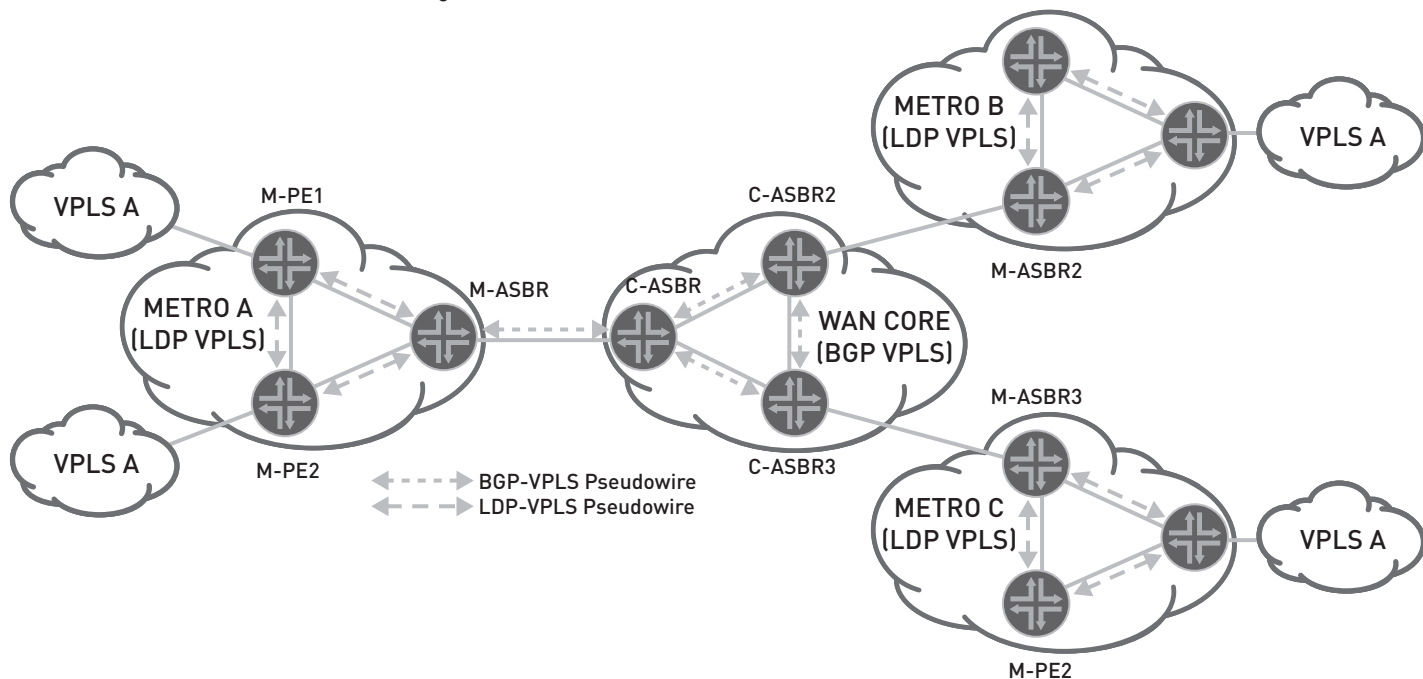 METRO B
(LDP VPLS)
VPLS A
M-ASBR2
VPLS A
M-PE1
METRO A
(LDP VPLS)
M-ASBR
M-PE2
VPLS A
C-ASBR2
C-ASBR
WAN CORE
(BGP VPLS)
C-ASBR3
BGP-VPLS Pseudowire
LDP-VPLS Pseudowire
M-ASBR3
METRO C
(LDP VPLS)
VPLS A
M-PE2